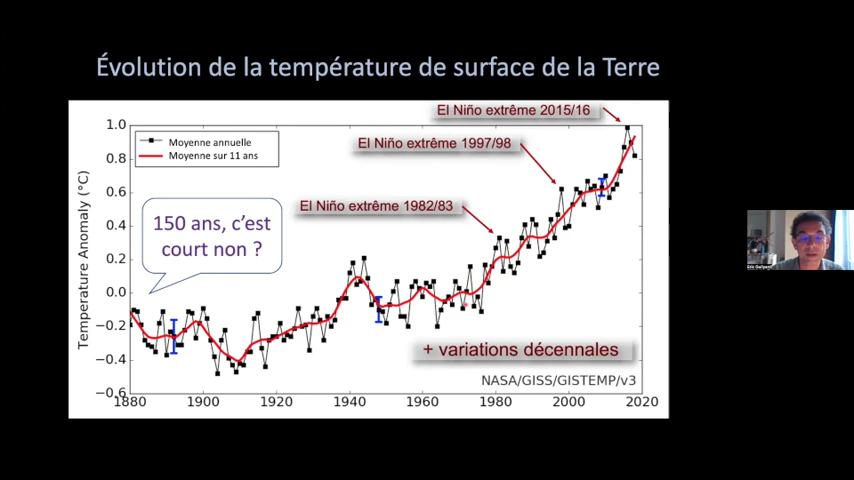 Évolution de la température de surface de la Terre
El Niño extrême 2015/16
El Niño extrême 1997/98
El Niño extrême 1982/83
Moyenne annuelle
Moyenne sur 11 ans
150 ans, c'est
court non ?
Temperature Anomaly (°C)
1.0
0.8
0.6
0.4
0.2
0.0
−0.2
−0.4
−0.6
+ variations décennales
NASA/GISS/GISTEMP/v3
1880
1900
1920
1940
1960
1980
2000
2020